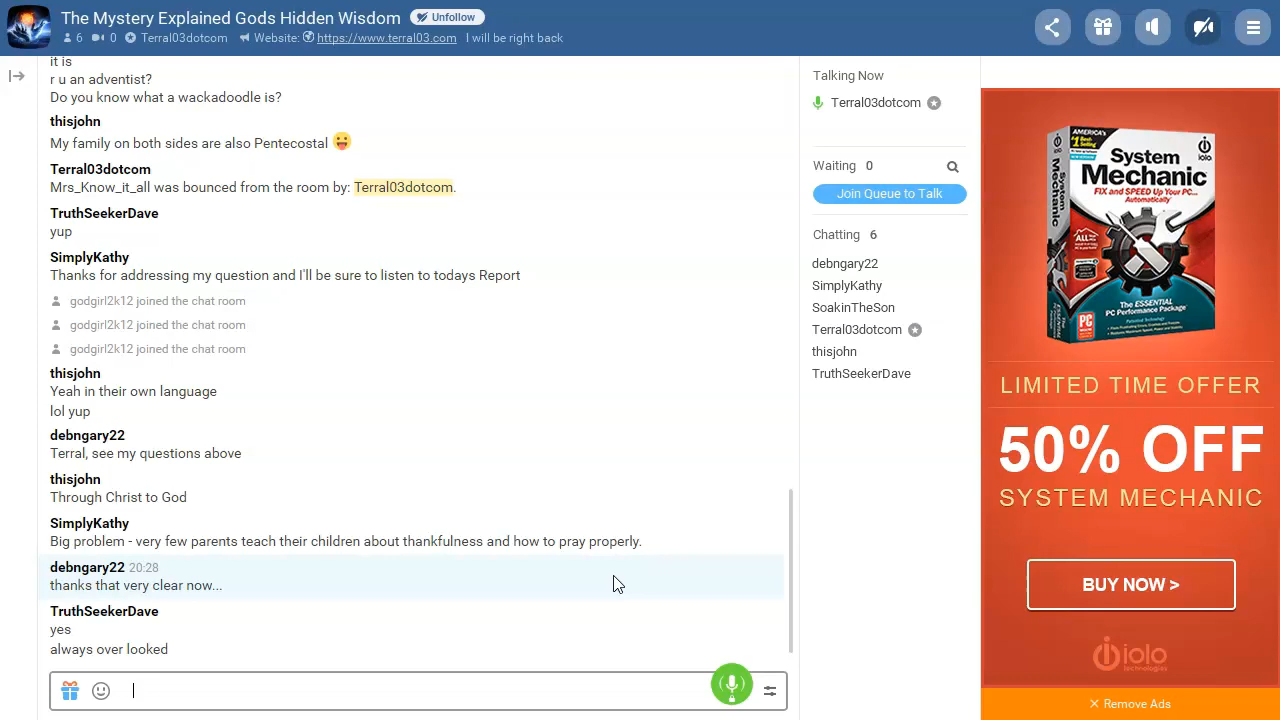 The Mystery Explained Gods Hidden Wisdom
Unfollow
6 0 Terral03dotcom Website: https://www.terral03.com I will be right back
it is
r u an adventist?
Do you know what a wackadoodle is?
thisjohn
My family on both sides are also Pentecostal
Terral03dotcom
Mrs_Know_it_all was bounced from the room by: Terral03dotcom.
TruthSeekerDave
yup
SimplyKathy
Thanks for addressing my question and I'll be sure to listen to todays Report
godgirl2k12 joined the chat room
godgirl2k12 joined the chat room
godgirl2k12 joined the chat room
thisjohn
Yeah in their own language
lol yup
debngary22
Terral, see my questions above
thisjohn
Through Christ to God
SimplyKathy
Big problem - very few parents teach their children about thankfulness and how to pray properly.
debngary22 20:28
thanks that very clear now...
TruthSeekerDave
yes
always over looked
Talking Now
Terral03dotcom
Waiting 0
Join Queue to Talk
Chatting 6
debngary22
SimplyKathy
SoakinTheSon
Terral03dotcom
thisjohn
TruthSeekerDave
AMERICA'S
#1 Best-Selling
iolo
System
Mechanic
FIX and SPEED Up Your PC...
Automatically
System Mechanic
The ESSENTIAL
PC Performance Package
LIMITED TIME OFFER
50% OFF
SYSTEM MECHANIC
BUY NOW >
iolo
technologies
Remove Ads